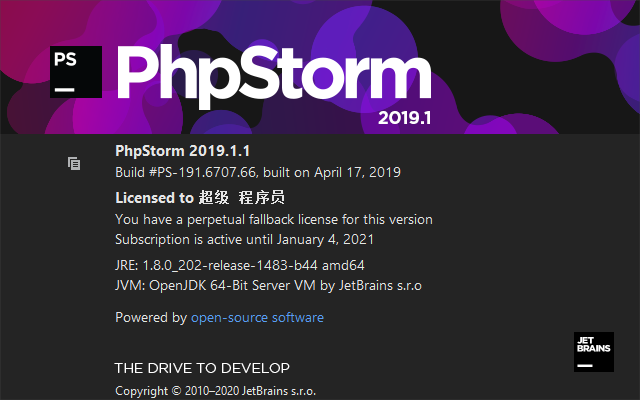 PS
PhpStorm
2019.1
PhpStorm 2019.1.1
Build #PS-191.6707.66, built on April 17, 2019
Licensed to 超级 程序员
You have a perpetual fallback license for this version
Subscription is active until January 4, 2021
JRE: 1.8.0_202-release-1483-b44 amd64
JVM: OpenJDK 64-Bit Server VM by JetBrains s.r.o
Powered by open-source software
JET
BRAINS
THE DRIVE TO DEVELOP
Copyright © 2010–2020 JetBrains s.r.o.